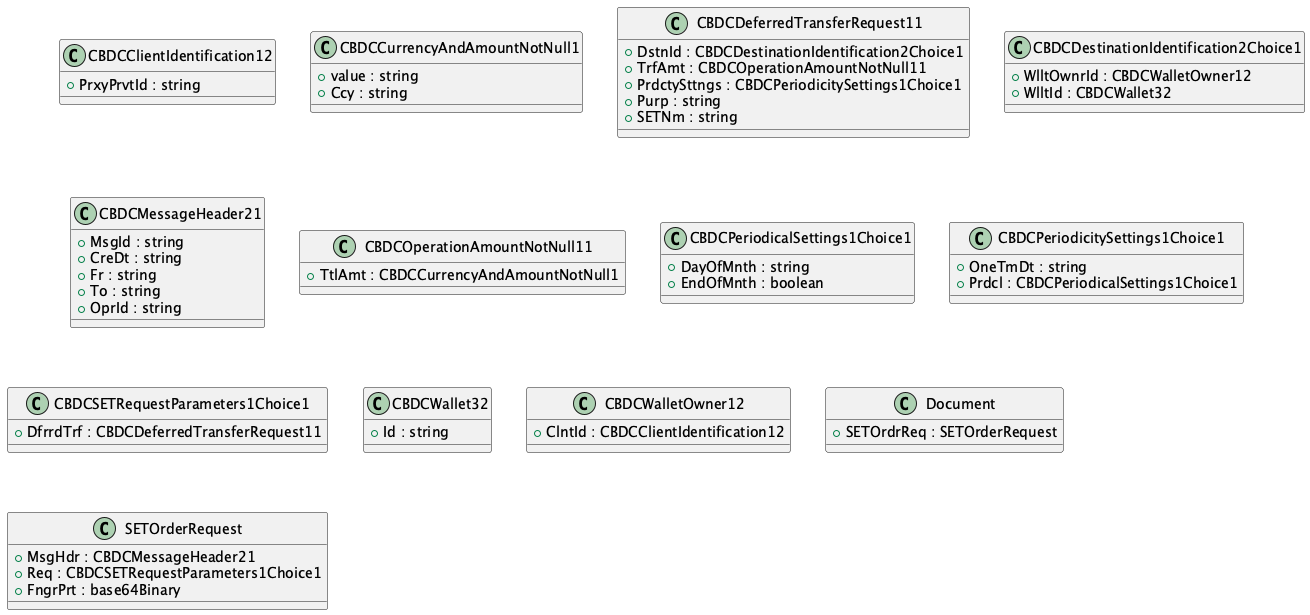 CBDCClientIdentification12
PrxyPrvtId : string
CBDCCurrencyAndAmountNotNull1
value : string
Ccy : string
CBDCDeferredTransferRequest11
DstnId : CBDCDestinationIdentification2Choice1
TrfAmt : CBDCOperationAmountNotNull11
PrdctySttngs : CBDCPeriodicitySettings1Choice1
Purp : string
SETNm : string
CBDCDestinationIdentification2Choice1
WlltOwnrId : CBDCWalletOwner12
WlltId : CBDCWallet32
CBDCMessageHeader21
MsgId : string
CreDt : string
Fr : string
To : string
OprId : string
CBDCOperationAmountNotNull11
TtlAmt : CBDCCurrencyAndAmountNotNull1
CBDCPeriodicalSettings1Choice1
DayOfMnth : string
EndOfMnth : boolean
CBDCPeriodicitySettings1Choice1
OneTmDt : string
Prdcl : CBDCPeriodicalSettings1Choice1
CBDCSETRequestParameters1Choice1
DfrrdTrf : CBDCDeferredTransferRequest11
CBDCWallet32
Id : string
CBDCWalletOwner12
ClntId : CBDCClientIdentification12
Document
SETOrdrReq : SETOrderRequest
SETOrderRequest
MsgHdr : CBDCMessageHeader21
Req : CBDCSETRequestParameters1Choice1
FngrPrt : base64Binary